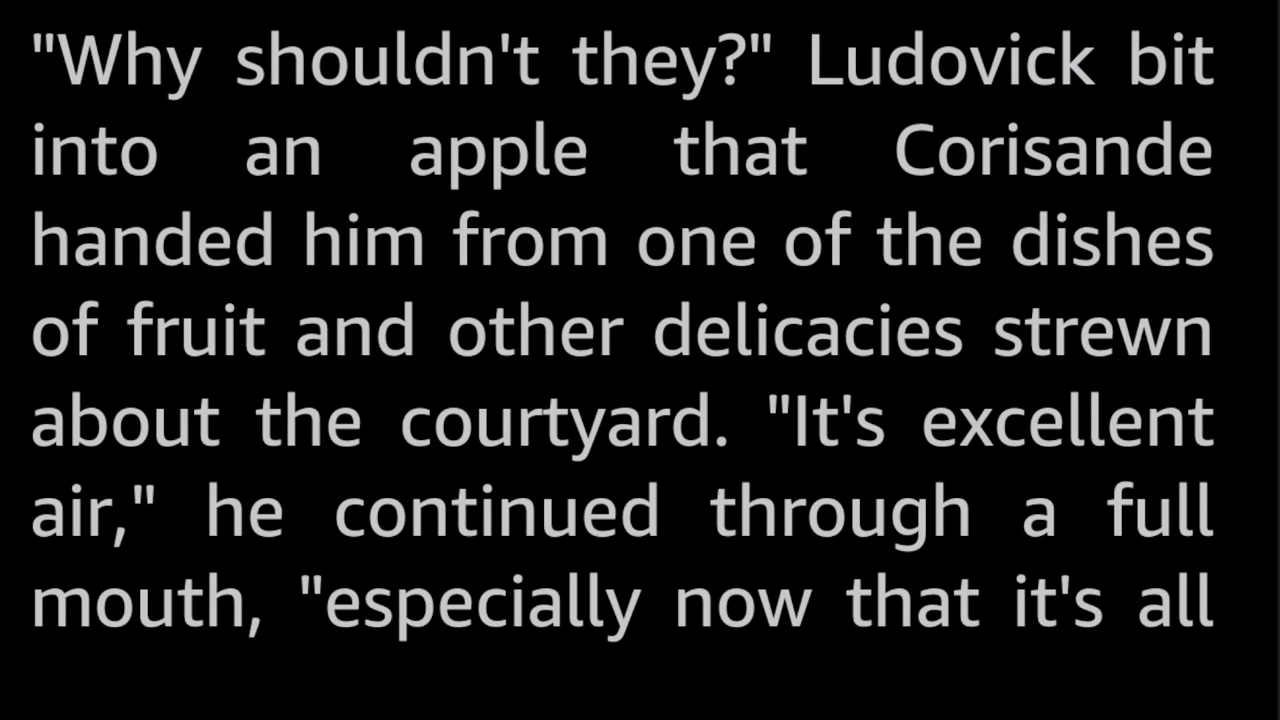 "Why shouldn't they?" Ludovick bit
into an apple that Corisande
handed him from one of the dishes
of fruit and other delicacies strewn
about the courtyard. "It's excellent
air," he continued through a full
mouth, "especially now that it's all